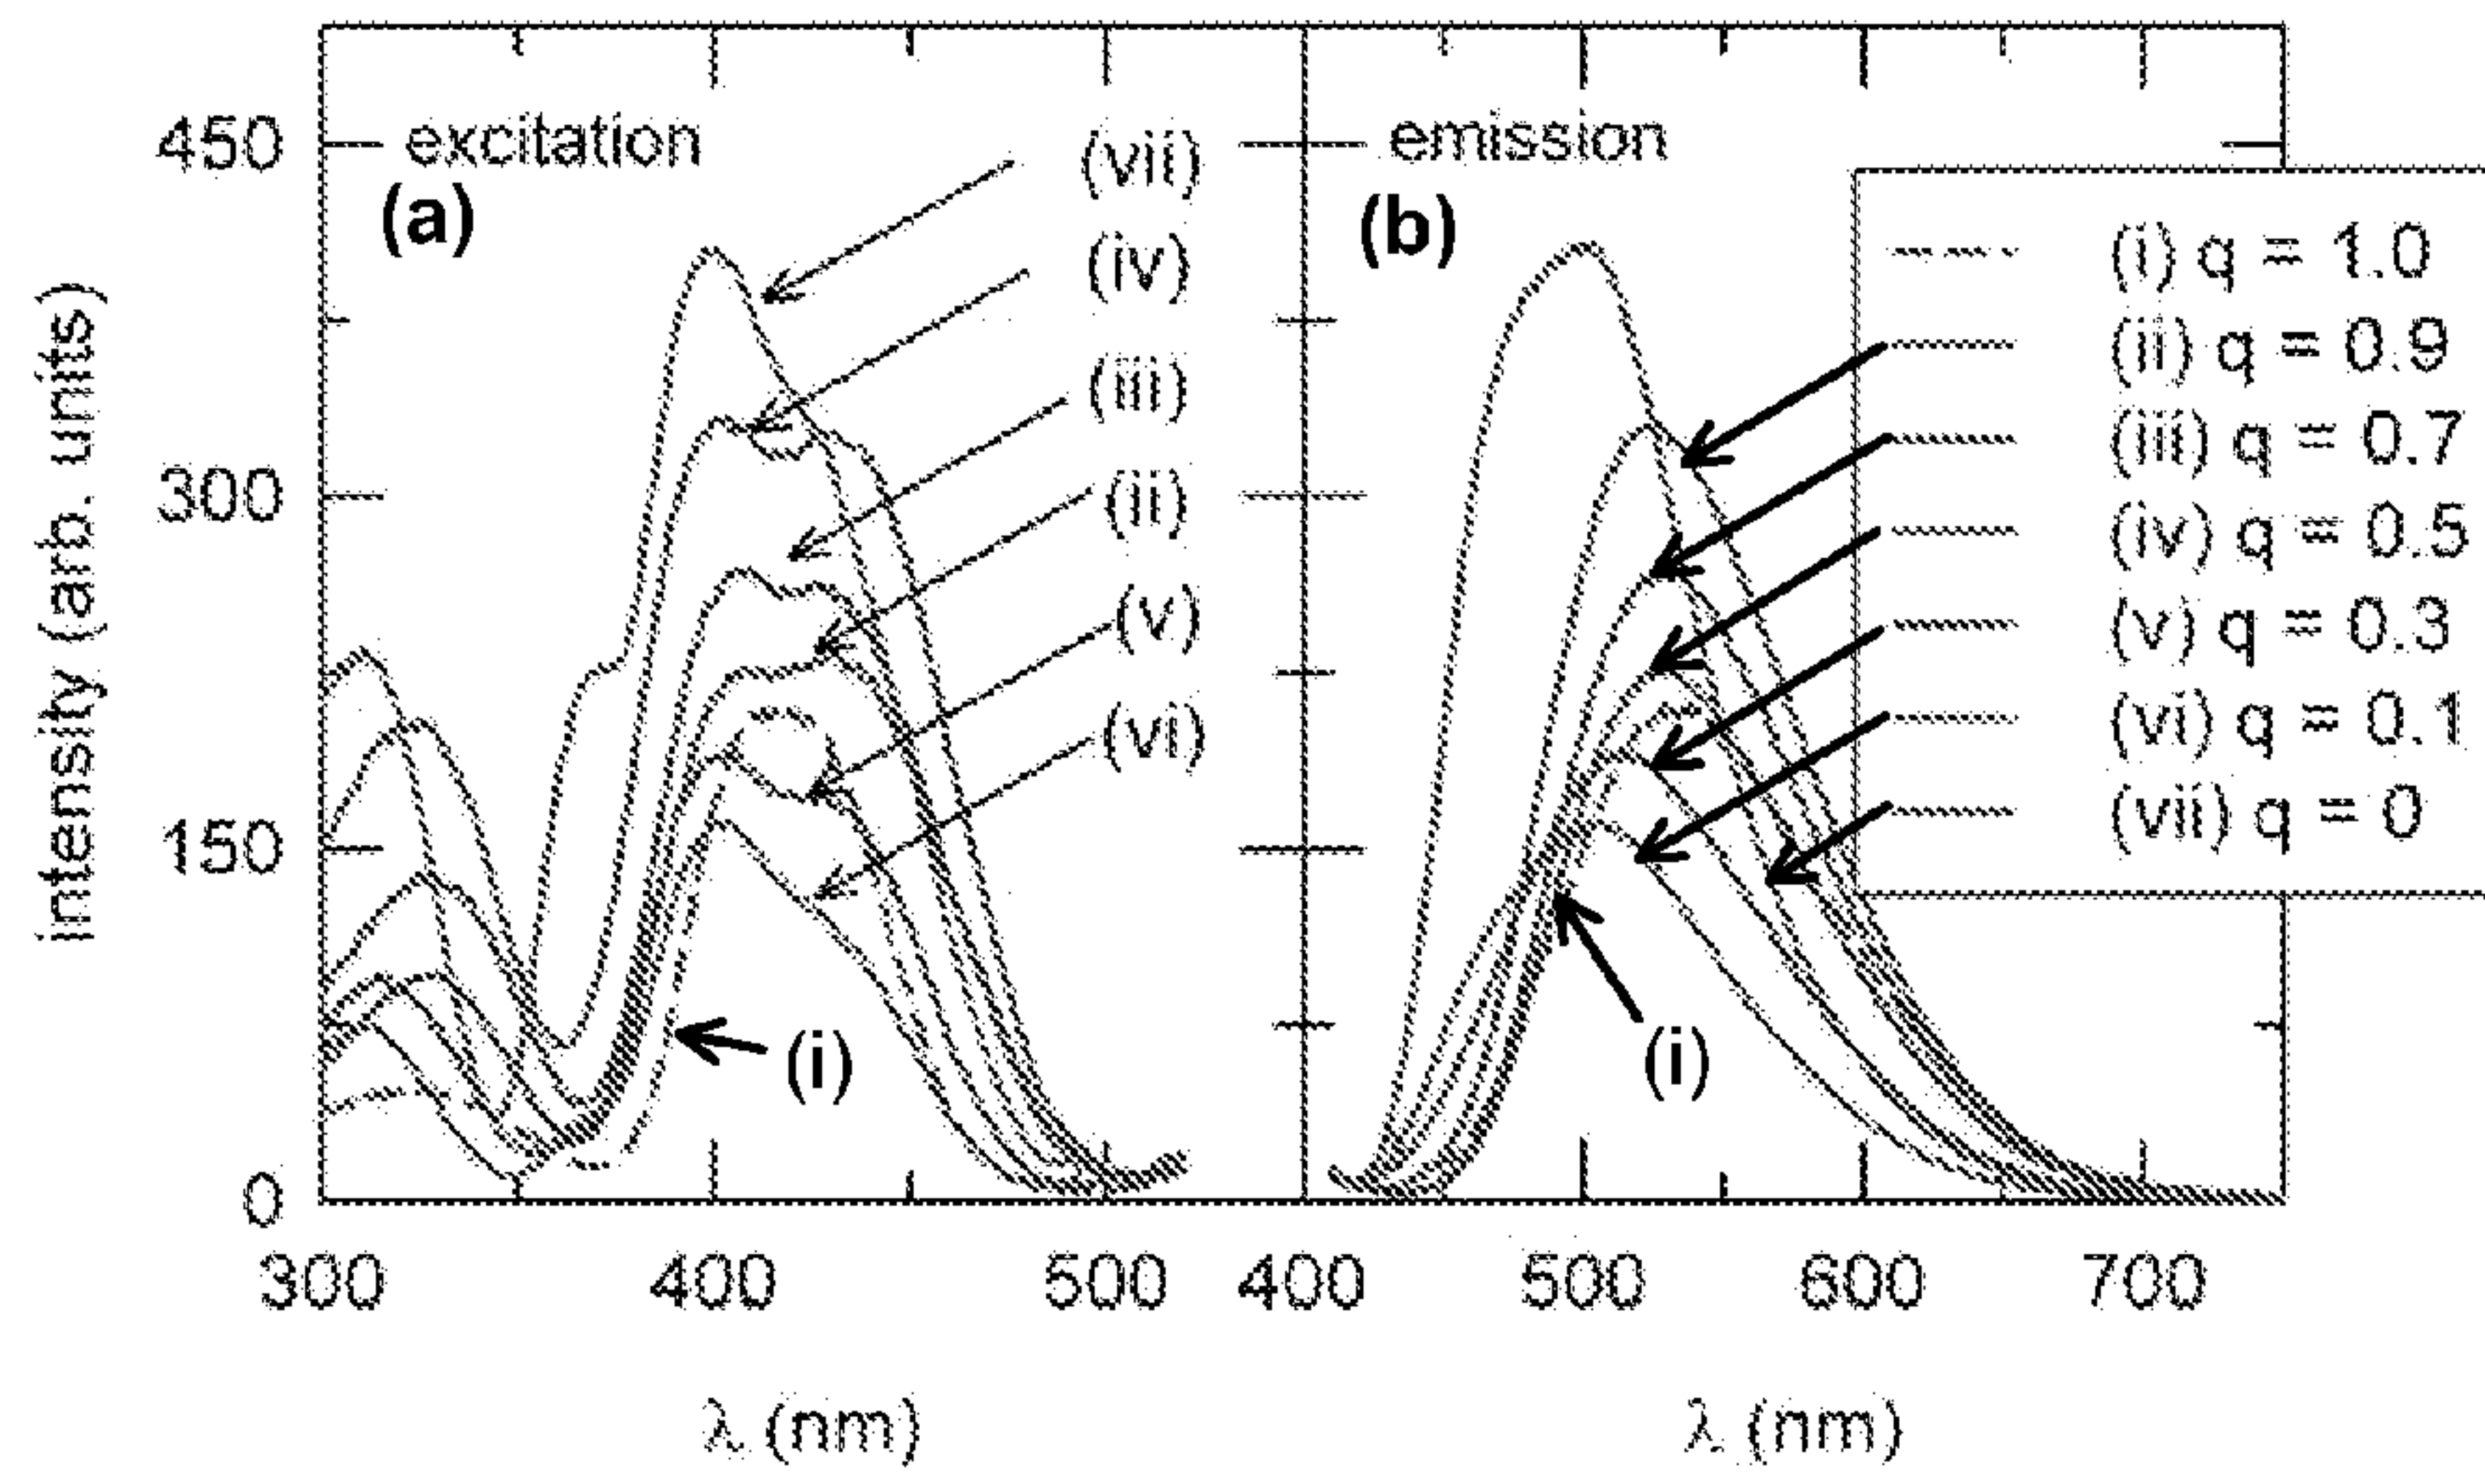 450
300
150
0
intensity (arb. units)
excitation
(a)
(vii)
(iv)
(iii)
(ii)
(v)
(vi)
(i)
300
400
500
λ (nm)
emission
(b)
(i) q = 1.0
(ii) q = 0.9
(iii) q = 0.7
(iv) q = 0.5
(v) q = 0.3
(vi) q = 0.1
(vii) q = 0
(i)
400
500
600
700
λ (nm)